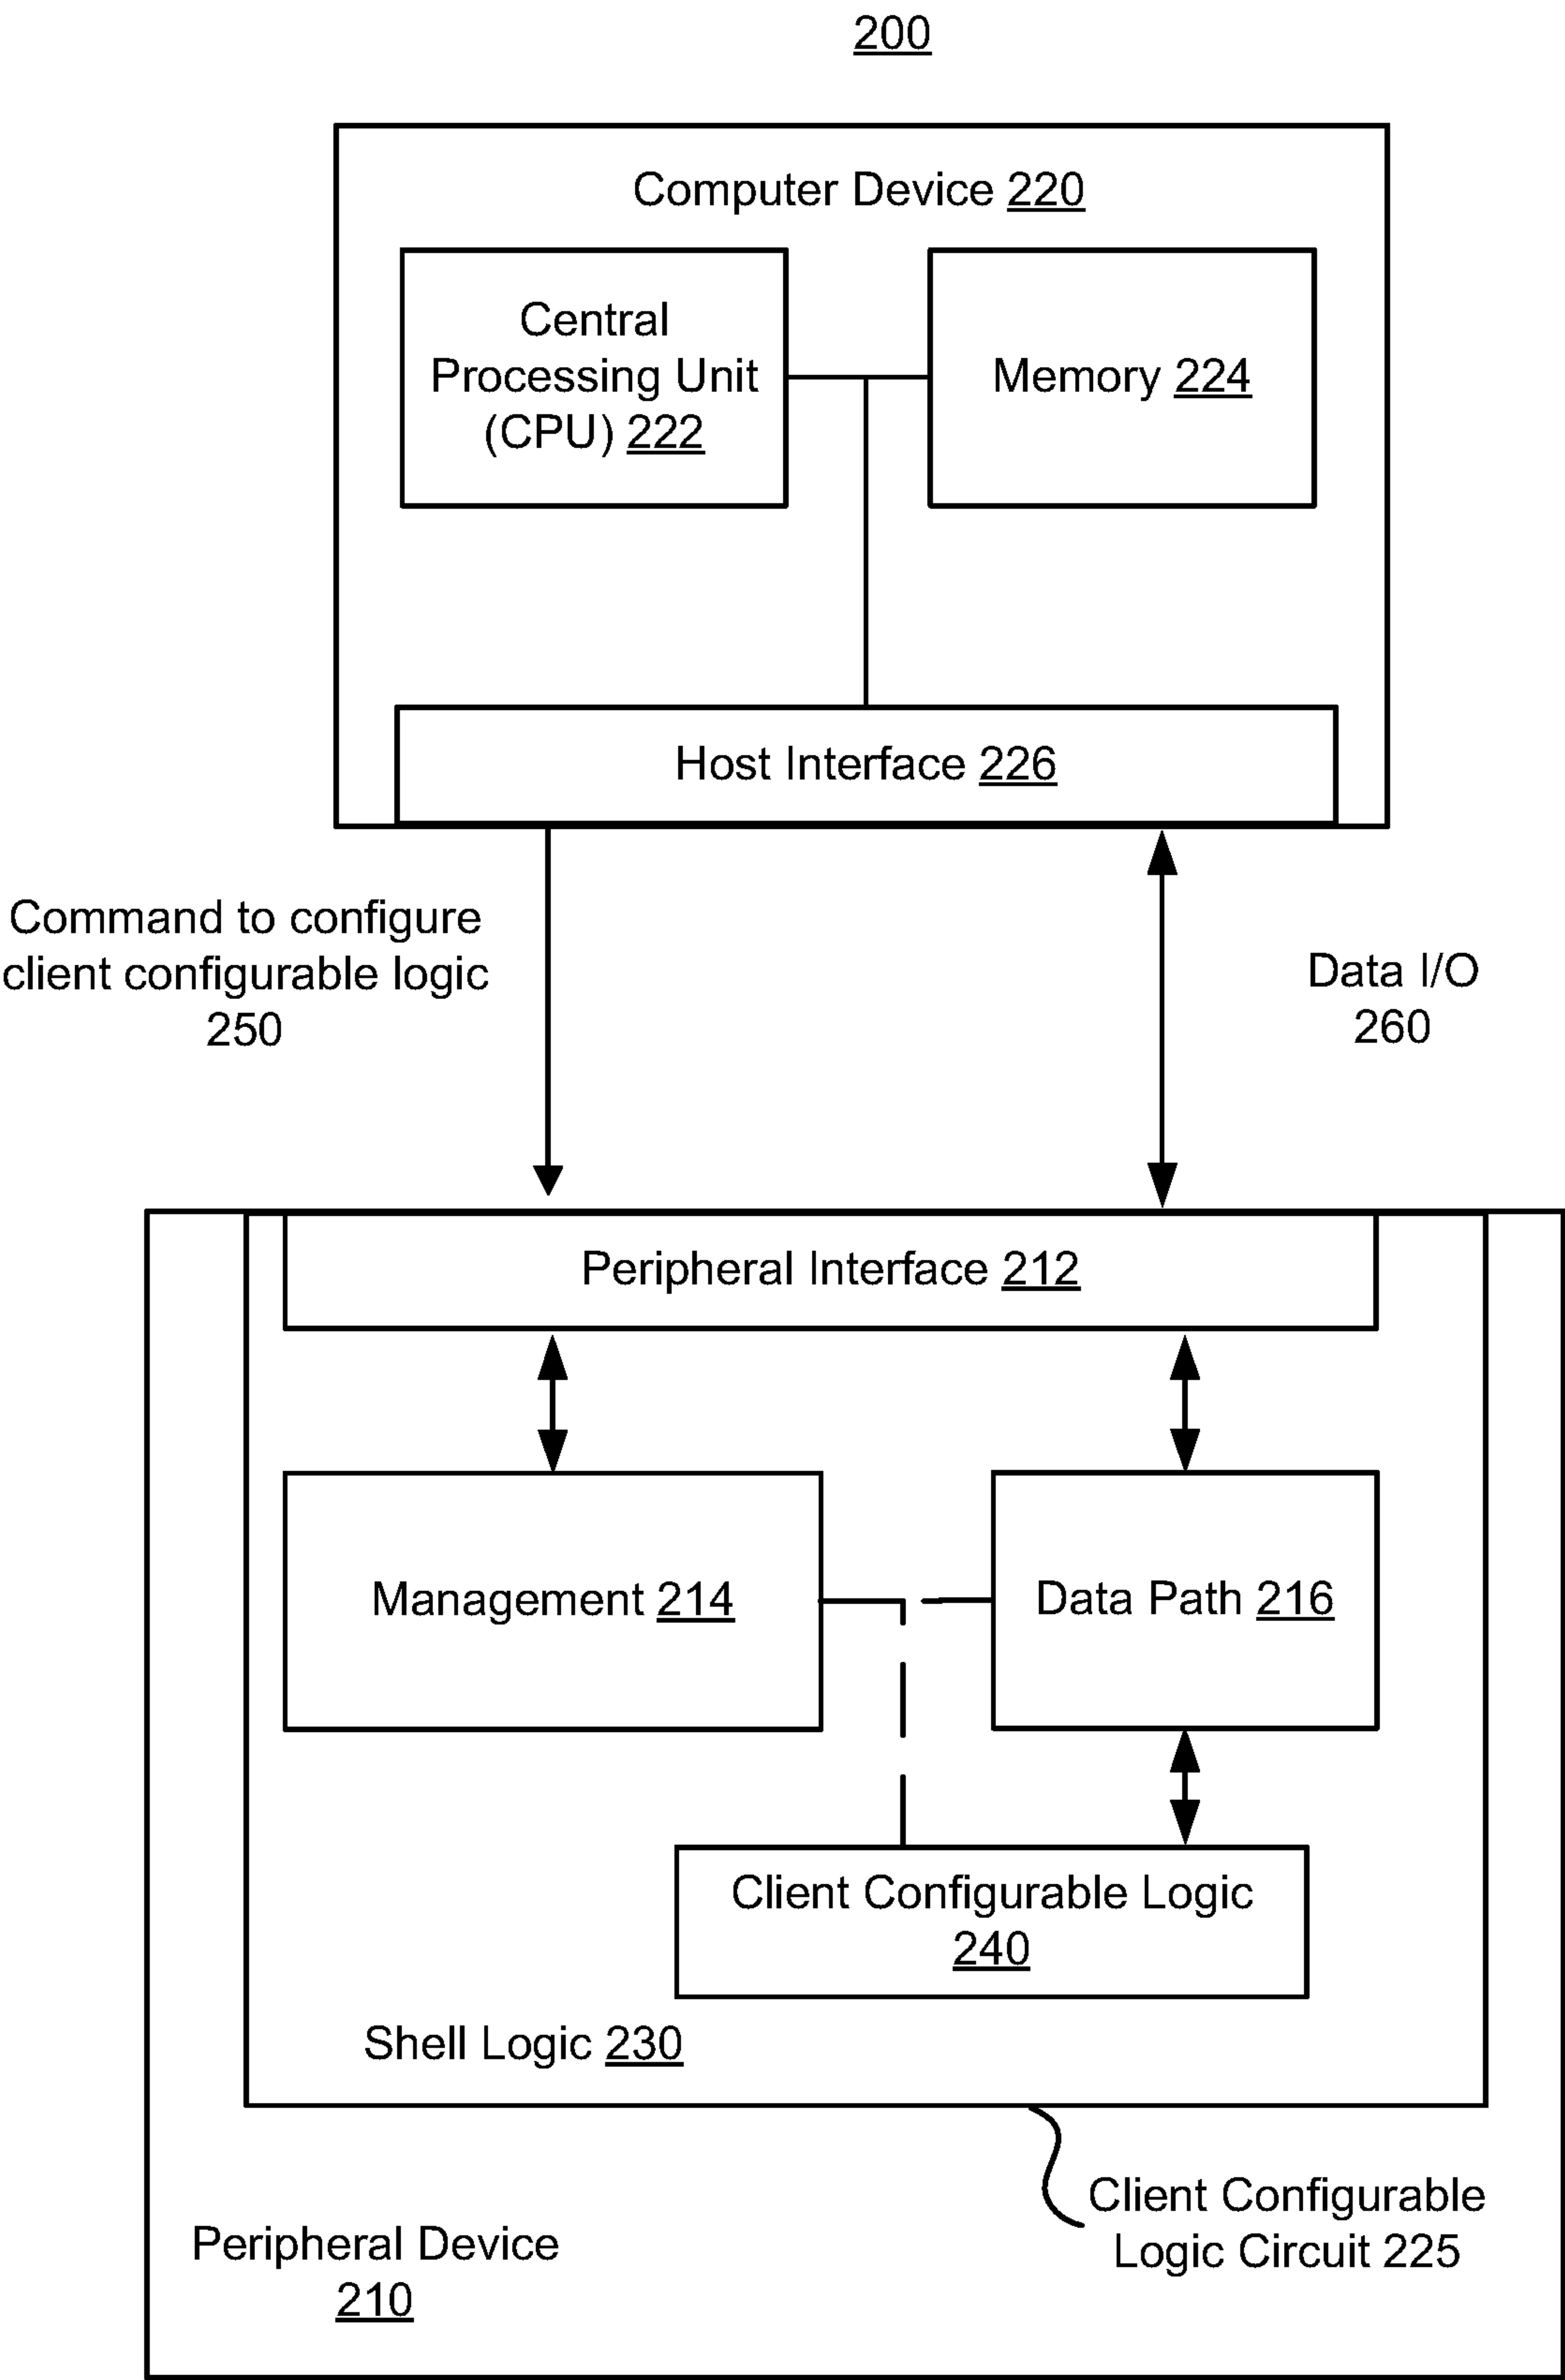 200
Computer Device 220
Central
Processing Unit
(CPU) 222
Memory 224
Host Interface 226
Command to configure
client configurable logic
250
Data I/O
260
Peripheral Interface 212
Management 214
Data Path 216
Client Configurable Logic
240
Shell Logic 230
Client Configurable
Logic Circuit 225
Peripheral Device
210